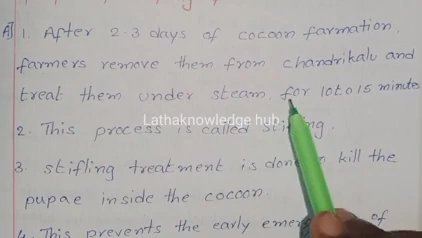 A] 1. After 2-3 days of cocoon farmation,
farmers remove them from chandrikalu and
treat them under steam for 10 to 15 minute
Lathaknowledge hub
2. This process is called
3. stifling treatment is kill the
pupae inside the cocoon.
4. This prevents the early of